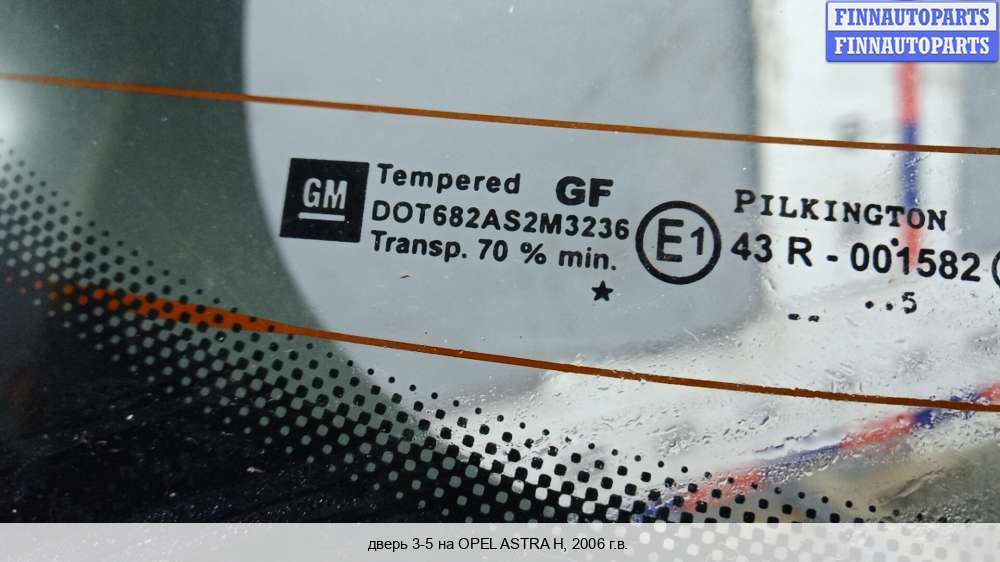 FINNAUTOPARTS
FINNAUTOPARTS
GM
Tempered GF
DOT682AS2M3236
Transp. 70 % min.
E1
PILKINGTON
43 R - 001582
..5
дверь 3-5 на OPEL ASTRA H, 2006 г.в.